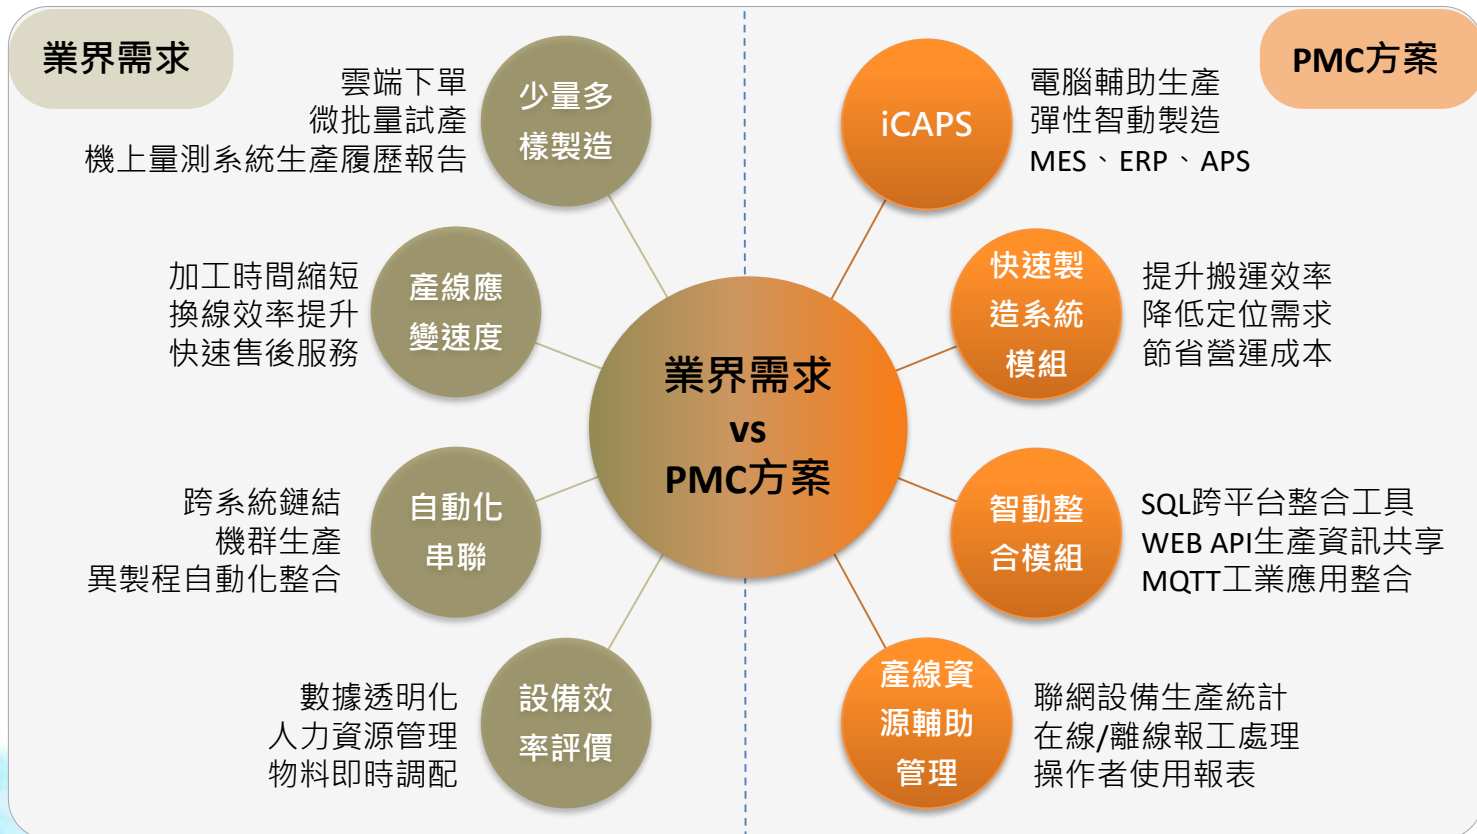 業界需求
雲端下單
微批量試產
機上量測系統生產履歷報告
少量多
樣製造
加工時間縮短
換線效率提升
快速售後服務
產線應
變速度
跨系統鏈結
機群生產
異製程自動化整合
自動化
串聯
數據透明化
人力資源管理
物料即時調配
設備效
率評價
業界需求
vs
PMC方案
PMC方案
iCAPS
電腦輔助生產
彈性智動製造
MES、ERP、APS
快速製
造系統
模組
提升搬運效率
降低定位需求
節省營運成本
智動整
合模組
SQL跨平台整合工具
WEB API生產資訊共享
MQTT工業應用整合
產線資
源輔助
管理
聯網設備生產統計
在線/離線報工處理
操作者使用報表